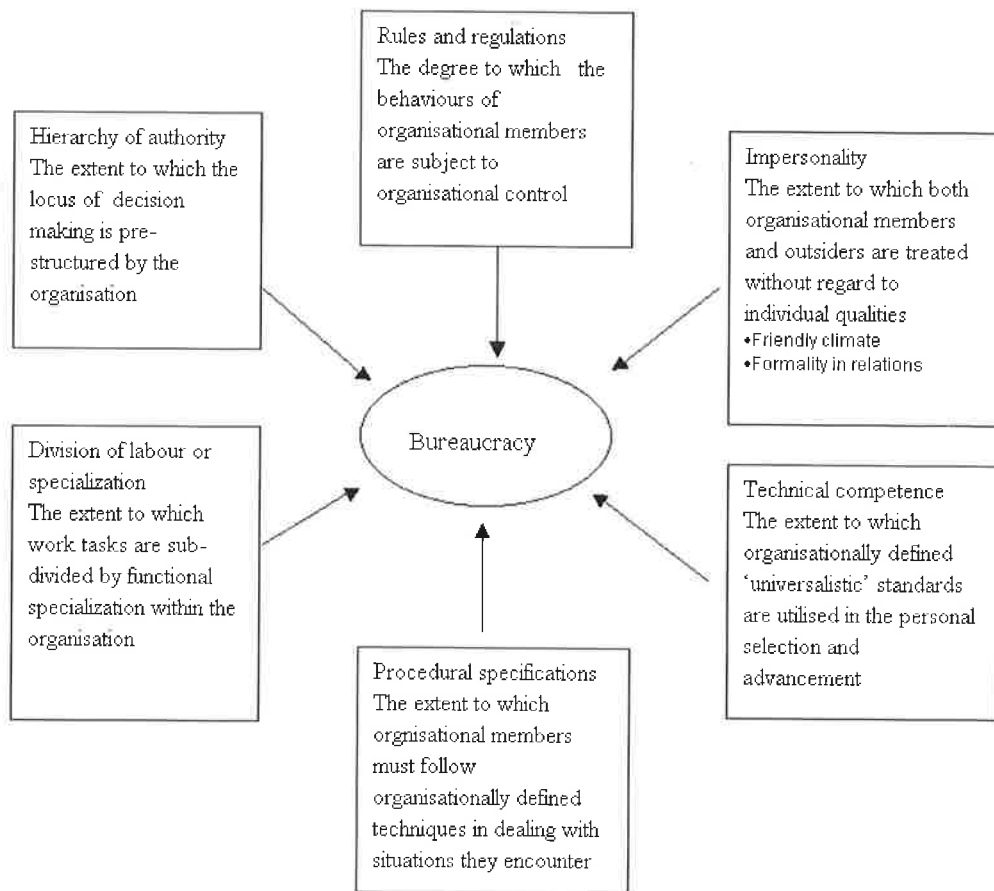 Rules and regulations
The degree to which the
behaviours of
organisational members
are subject to
organisational control
Hierarchy of authority
The extent to which the
locus of decision
making is pre-
structured by the
organisation
Impersonality
The extent to which both
organisational members
and outsiders are treated
without regard to
individual qualities
•Friendly climate
•Formality in relations
Bureaucracy
Division of labour or
specialization
The extent to which
work tasks are sub-
divided by functional
specialization within the
organisation
Technical competence
The extent to which
organisationally defined
‘universalistic’ standards
are utilised in the personal
selection and
advancement
Procedural specifications
The extent to which
orgnisational members
must follow
organisationally defined
techniques in dealing with
situations they encounter